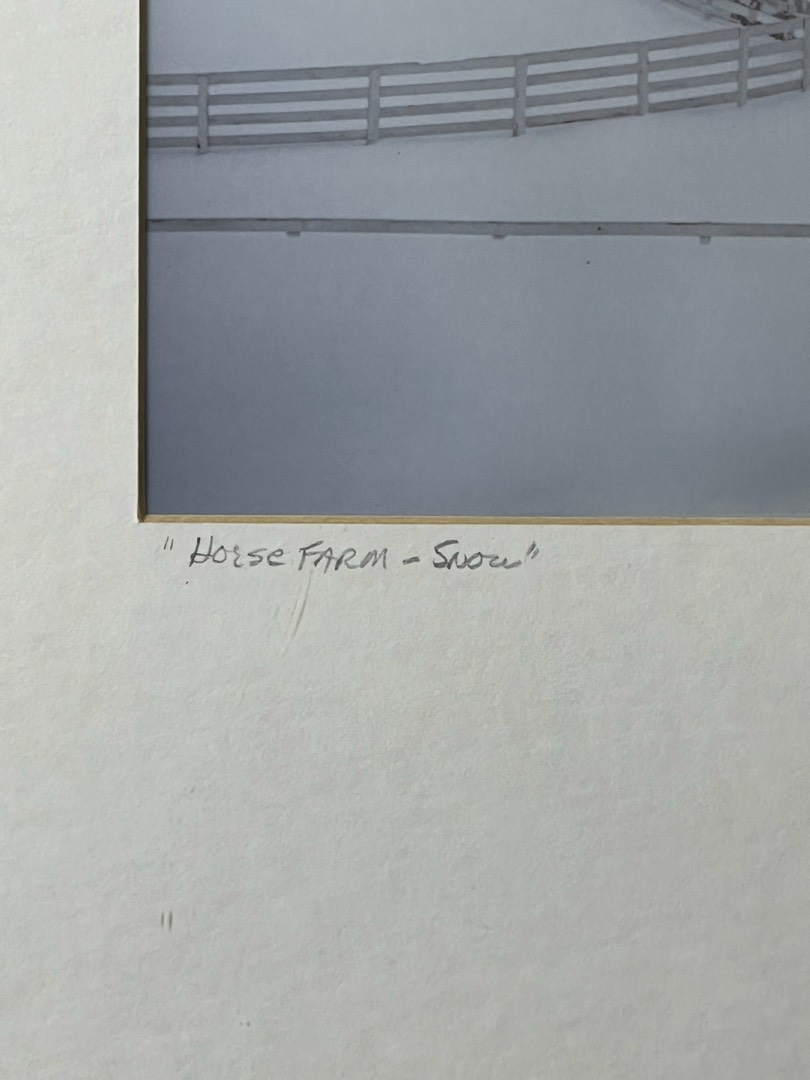 "Horse FARM - Snow"
"